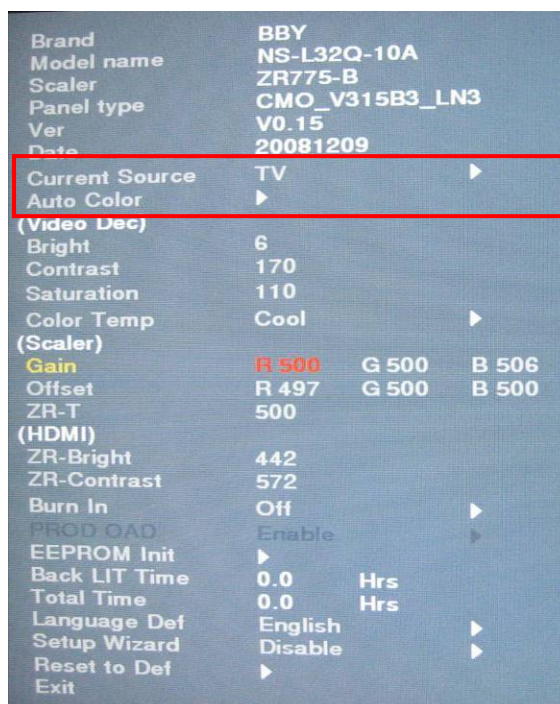 Brand BBY
Model name NS-L32Q-10A
Scaler ZR775-B
Panel type CMO_V315B3_LN3
Ver V0.15
Date 20081209
Current Source TV
Auto Color
(Video Dec)
Bright 6
Contrast 170
Saturation 110
Color Temp Cool
(Scaler)
Gain R 500 G 500 B 506
Offset R 497 G 500 B 500
ZR-T 500
(HDMI)
ZR-Bright 442
ZR-Contrast 572
Burn In Off
PROD OAD Enable
EEPROM Init
Back LIT Time 0.0 Hrs
Total Time 0.0 Hrs
Language Def English
Setup Wizard Disable
Reset to Def
Exit